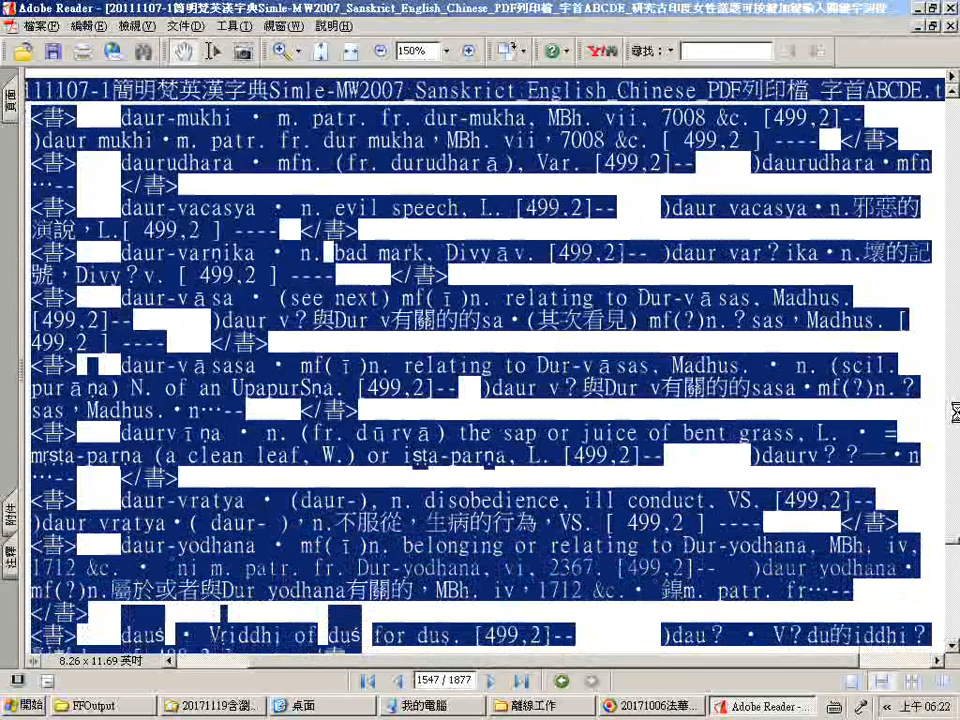 Adobe Reader - [20111107-1簡明梵英漢字典Simle-MW2007_Sanskrict_English_Chinese_PDF列印檔_字首ABCDE_研究古印度女性議題可按
檔案(F) 編輯(E) 檢視(V) 文件(D) 工具(T) 視窗(W) 說明(H)
150% 尋找：
111107-1簡明梵英漢字典Simle-MW2007_Sanskrict_English_Chinese_PDF列印檔_字首ABCDE.t
<書> daur-mukhi • m. patr. fr. dur-mukha, MBh. vii, 7008 &c. [499,2]--
)daur mukhi•m. patr. fr. dur mukha，MBh. vii，7008 &c. [ 499,2 ] ---- </書>
<書> daurudhara • mfn. (fr. durudharā), Var. [499,2]-- )daurudhara•mfn
…-- </書>
<書> daur-vacasya • n. evil speech, L. [499,2]-- )daur vacasya•n.邪惡的
演說，L.[ 499,2 ] ---- </書>
<書> daur-varṇika • n. bad mark, Divyāv. [499,2]-- )daur var?ika•n.壞的記
號，Divy?v. [ 499,2 ] ---- </書>
<書> daur-vāsa • (see next) mf(ī)n. relating to Dur-vāsas, Madhus.
[499,2]-- )daur v?與Dur v有關的的sa•(其次看見) mf(?)n.?sas，Madhus. [
499,2 ] ---- </書>
<書> daur-vāsasa • mf(ī)n. relating to Dur-vāsas, Madhus. • n. (scil.
purāṇa) N. of an UpapurSṇa. [499,2]-- )daur v?與Dur v有關的的sasa•mf(?)n.?
sas，Madhus.•n…-- </書>
<書> daurvīṇa • n. (fr. dūrvā) the sap or juice of bent grass, L. • =
mṛṣta-parṇa (a clean leaf, W.) or iṣta-parṇa, L. [499,2]-- )daurv??一•n
…-- </書>
<書> daur-vratya • (daur-), n. disobedience, ill conduct, VS. [499,2]--
)daur vratya•( daur- )，n.不服從，生病的行為，VS. [ 499,2 ] ---- </書>
<書> daur-yodhana • mf(ī)n. belonging or relating to Dur-yodhana, MBh. iv,
1712 &c. • ni m. patr. fr. Dur-yodhana, vi, 2367. [499,2]-- )daur yodhana•
mf(?)n.屬於或者與Dur yodhana有關的，MBh. iv，1712 &c.• 鎳m. patr. fr…--
</書>
<書> dauś • Vriddhi of duś for dus. [499,2]-- )dau? • V?du的iddhi?
頁面
附件
註釋
8.26 x 11.69 英吋
1547 / 1877
開始 FFOutput 20171119含瀏... 桌面 我的電腦 離線工作 20171006法華... Adobe Reader - [... 上午 06:22